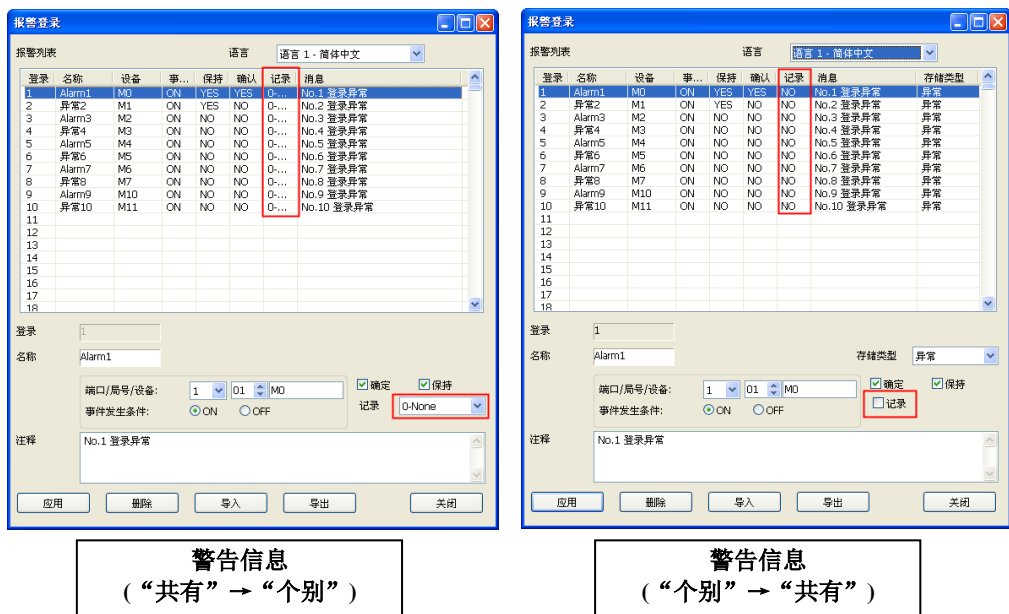 报警登录
报警列表 语言 语言 1 - 简体中文
登录 名称 设备 事... 保持 确认 记录 消息
1 Alarm1 M0 ON YES YES 0-... No.1 登录异常
2 异常2 M1 ON YES NO 0-... No.2 登录异常
3 Alarm3 M2 ON NO NO 0-... No.3 登录异常
4 异常4 M3 ON NO NO 0-... No.4 登录异常
5 Alarm5 M4 ON NO NO 0-... No.5 登录异常
6 异常6 M5 ON NO NO 0-... No.6 登录异常
7 Alarm7 M6 ON NO NO 0-... No.7 登录异常
8 异常8 M7 ON NO NO 0-... No.8 登录异常
9 Alarm9 M10 ON NO NO 0-... No.9 登录异常
10 异常10 M11 ON NO NO 0-... No.10 登录异常
11
12
13
14
15
16
17
18
登录 1
名称 Alarm1
端口/局号/设备: 1 01 M0 确定 保持
事件发生条件: ON OFF 记录 0-None
注释 No.1 登录异常
应用 删除 导入 导出 关闭
警告信息
(“共有”→“个别”)
报警登录
报警列表 语言 语言 1 - 简体中文
登录 名称 设备 事... 保持 确认 记录 消息 存储类型
1 Alarm1 M0 ON YES YES NO No.1 登录异常 异常
2 异常2 M1 ON YES NO NO No.2 登录异常 异常
3 Alarm3 M2 ON NO NO NO No.3 登录异常 异常
4 异常4 M3 ON NO NO NO No.4 登录异常 异常
5 Alarm5 M4 ON NO NO NO No.5 登录异常 异常
6 异常6 M5 ON NO NO NO No.6 登录异常 异常
7 Alarm7 M6 ON NO NO NO No.7 登录异常 异常
8 异常8 M7 ON NO NO NO No.8 登录异常 异常
9 Alarm9 M10 ON NO NO NO No.9 登录异常 异常
10 异常10 M11 ON NO NO NO No.10 登录异常 异常
11
12
13
14
15
16
17
18
登录 1
名称 Alarm1 存储类型 异常
端口/局号/设备: 1 01 M0 确定 保持
事件发生条件: ON OFF 记录
注释 No.1 登录异常
应用 删除 导入 导出 关闭
警告信息
(“个别”→“共有”)